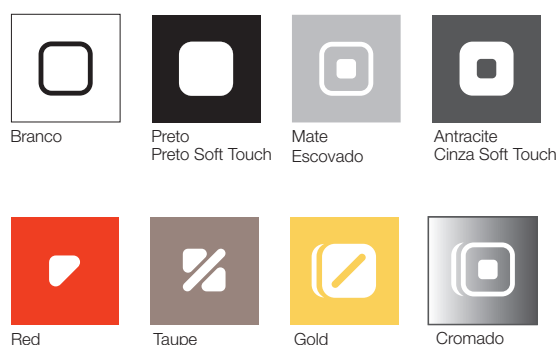 Branco
Preto
Preto Soft Touch
Mate
Escovado
Antracite
Cinza Soft Touch
Red
Taupe
Gold
Cromado